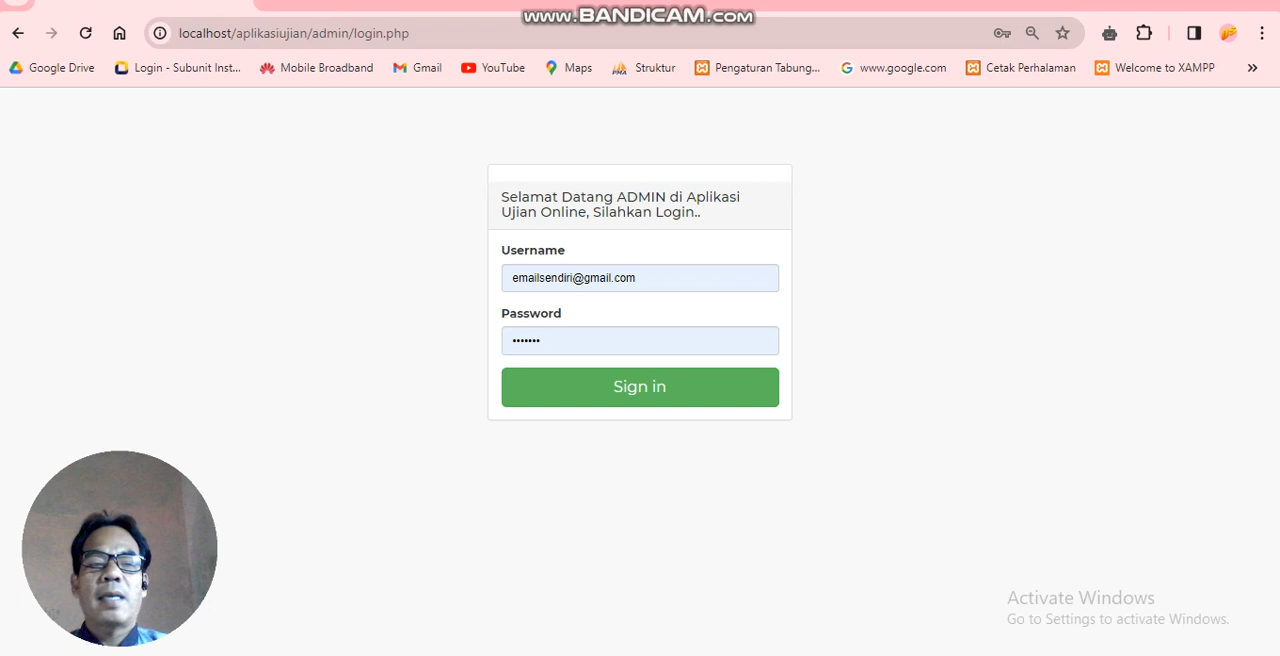 www.BANDICAM.com
localhost/aplikasiujian/admin/login.php
Google Drive
Login - Subunit Inst...
Mobile Broadband
Gmail
YouTube
Maps
Struktur
Pengaturan Tabung...
www.google.com
Cetak Perhalaman
Welcome to XAMPP
Selamat Datang ADMIN di Aplikasi
Ujian Online, Silahkan Login..
Username
emailsendiri@gmail.com
Password
•••••••
Sign in
Activate Windows
Go to Settings to activate Windows.